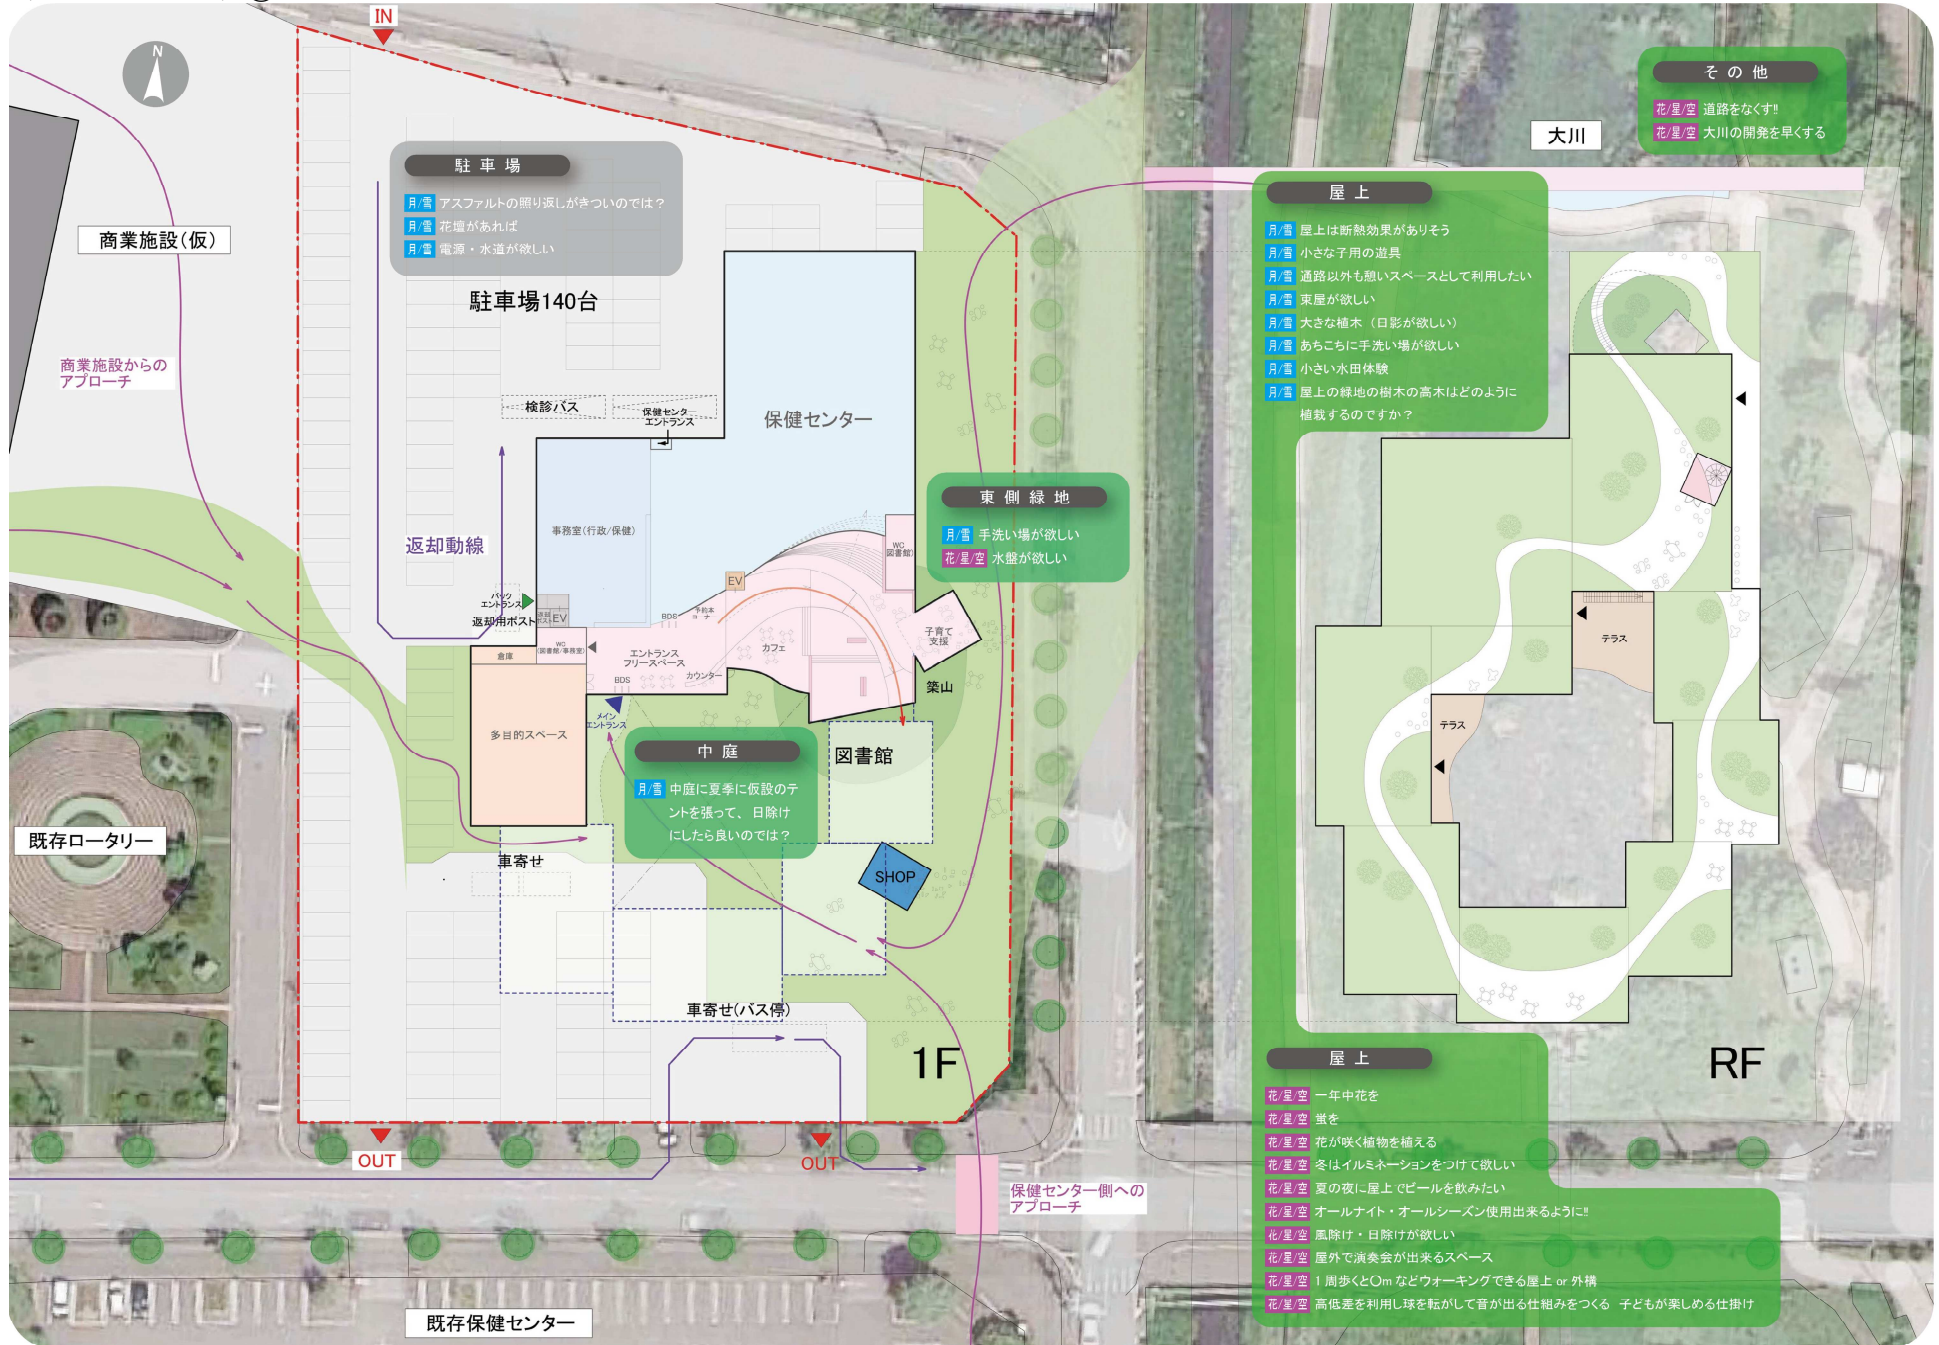 IN
N
その他
花/星/空 道路をなくす!!
花/星/空 大川の開発を早くする
大川
駐車場
月/雪 アスファルトの照り返しがきついのでは？
月/雪 花壇があれば
月/雪 電源・水道が欲しい
駐車場140台
商業施設(仮)
商業施設からの
アプローチ
屋上
月/雪 屋上は断熱効果がありそう
月/雪 小さな子用の遊具
月/雪 通路以外も憩いスペースとして利用したい
月/雪 東屋が欲しい
月/雪 大きな植木（日影が欲しい）
月/雪 あちこちに手洗い場が欲しい
月/雪 小さい水田体験
月/雪 屋上の緑地の樹木の高木はどのように
植栽するのですか？
検診バス
保健センタ
エントランス
保健センター
東側緑地
月/雪 手洗い場が欲しい
花/星/空 水盤が欲しい
事務室(行政/保健)
返却動線
WC
(図書館)
EV
バック
エントランス
返却用ポスト
EV
BDS
WC
(図書館/事務室)
倉庫
エントランス
フリースペース
カフェ
子育て
支援
BDS
カウンター
築山
メイン
エントランス
多目的スペース
中庭
月/雪 中庭に夏季に仮設のテ
ントを張って、日除け
にしたら良いのでは？
図書館
テラス
テラス
既存ロータリー
車寄せ
SHOP
車寄せ(バス停)
1F
RF
OUT
OUT
保健センター側への
アプローチ
既存保健センター
屋上
花/星/空 一年中花を
花/星/空 蛍を
花/星/空 花が咲く植物を植える
花/星/空 冬はイルミネーションをつけて欲しい
花/星/空 夏の夜に屋上でビールを飲みたい
花/星/空 オールナイト・オールシーズン使用出来るように!!
花/星/空 風除け・日除けが欲しい
花/星/空 屋外で演奏会が出来るスペース
花/星/空 1周歩くと〇mなどウォーキングできる屋上 or 外構
花/星/空 高低差を利用し球を転がして音が出る仕組みをつくる 子どもが楽しめる仕掛け